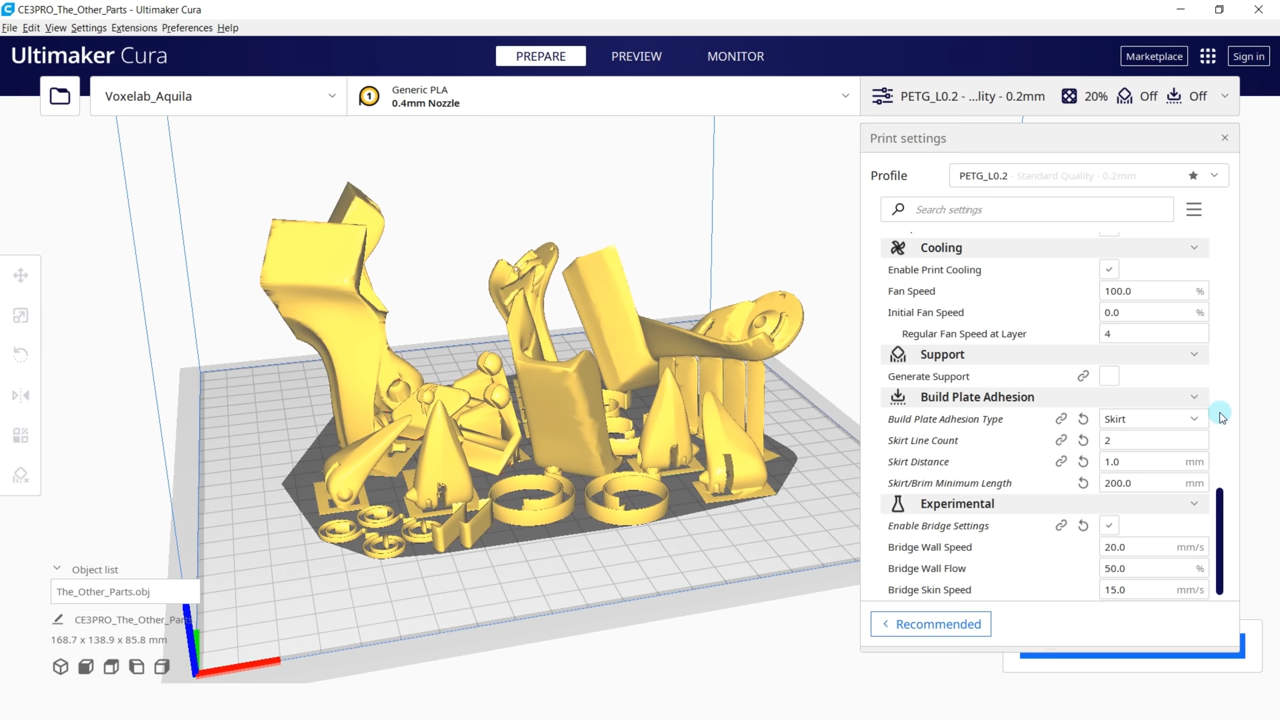 CE3PRO_The_Other_Parts - Ultimaker Cura
File Edit View Settings Extensions Preferences Help
Ultimaker Cura
PREPARE
PREVIEW
MONITOR
Marketplace
Sign in
Voxelab_Aquila
1
Generic PLA
0.4mm Nozzle
PETG_L0.2 - ...lity - 0.2mm
20%
Off
Off
Print settings
Profile
PETG_L0.2 - Standard Quality - 0.2mm
Search settings
Cooling
Enable Print Cooling
Fan Speed 100.0 %
Initial Fan Speed 0.0 %
Regular Fan Speed at Layer 4
Support
Generate Support
Build Plate Adhesion
Build Plate Adhesion Type Skirt
Skirt Line Count 2
Skirt Distance 1.0 mm
Skirt/Brim Minimum Length 200.0 mm
Experimental
Enable Bridge Settings
Bridge Wall Speed 20.0 mm/s
Bridge Wall Flow 50.0 %
Bridge Skin Speed 15.0 mm/s
Recommended
Object list
The_Other_Parts.obj
CE3PRO_The_Other_Par
168.7 x 138.9 x 85.8 mm